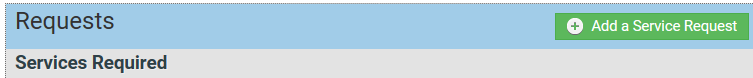 Requests
Add a Service Request
Services Required